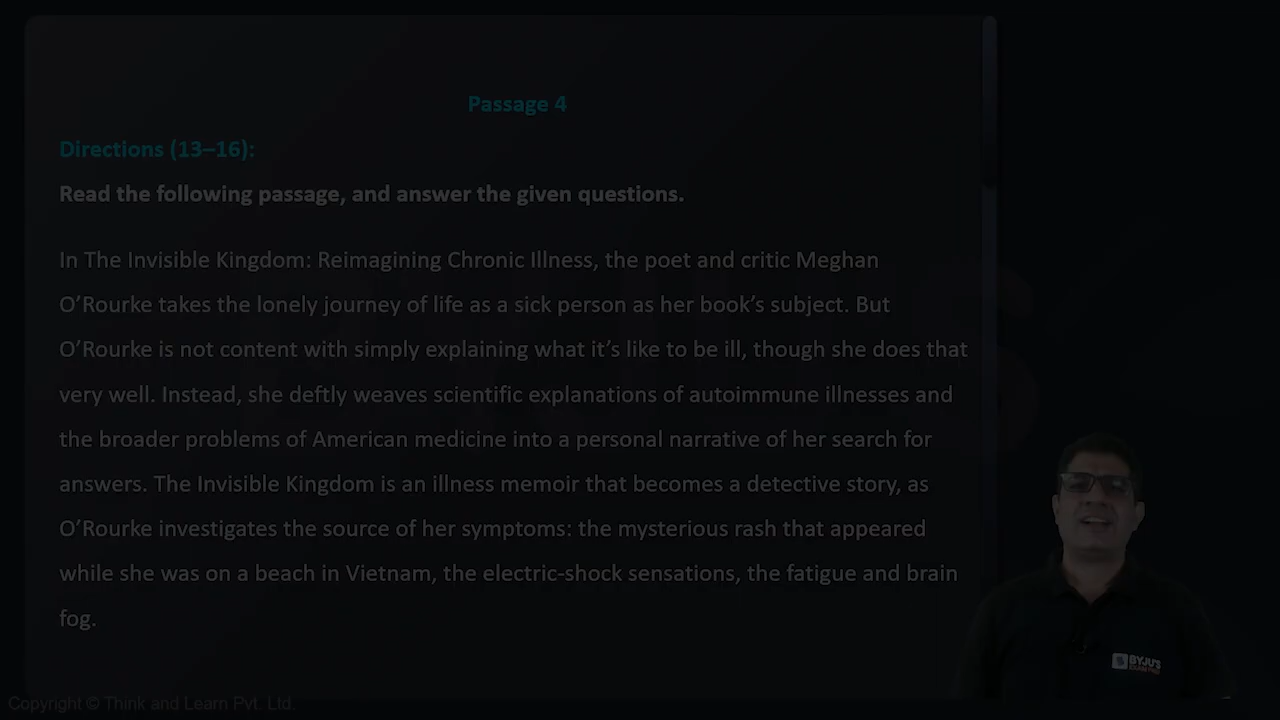 Passage 4
Directions (13–16):
Read the following passage, and answer the given questions.
In The Invisible Kingdom: Reimagining Chronic Illness, the poet and critic Meghan
O’Rourke takes the lonely journey of life as a sick person as her book’s subject. But
O’Rourke is not content with simply explaining what it’s like to be ill, though she does that
very well. Instead, she deftly weaves scientific explanations of autoimmune illnesses and
the broader problems of American medicine into a personal narrative of her search for
answers. The Invisible Kingdom is an illness memoir that becomes a detective story, as
O’Rourke investigates the source of her symptoms: the mysterious rash that appeared
while she was on a beach in Vietnam, the electric-shock sensations, the fatigue and brain
fog.
BYJU'S
Copyright © Think and Learn Pvt. Ltd.